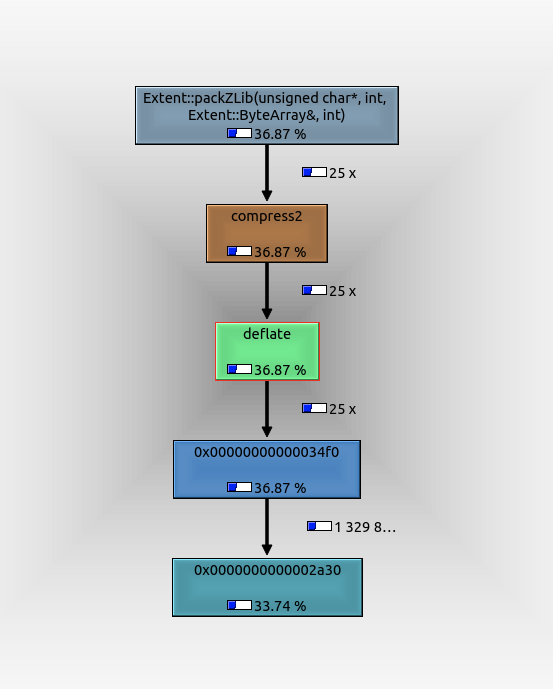 Extent::packZLib(unsigned char*, int,
Extent::ByteArray&, int)
36.87 %
25 x
compress2
36.87 %
25 x
deflate
36.87 %
25 x
0x00000000000034f0
36.87 %
1 329 8…
0x0000000000002a30
33.74 %